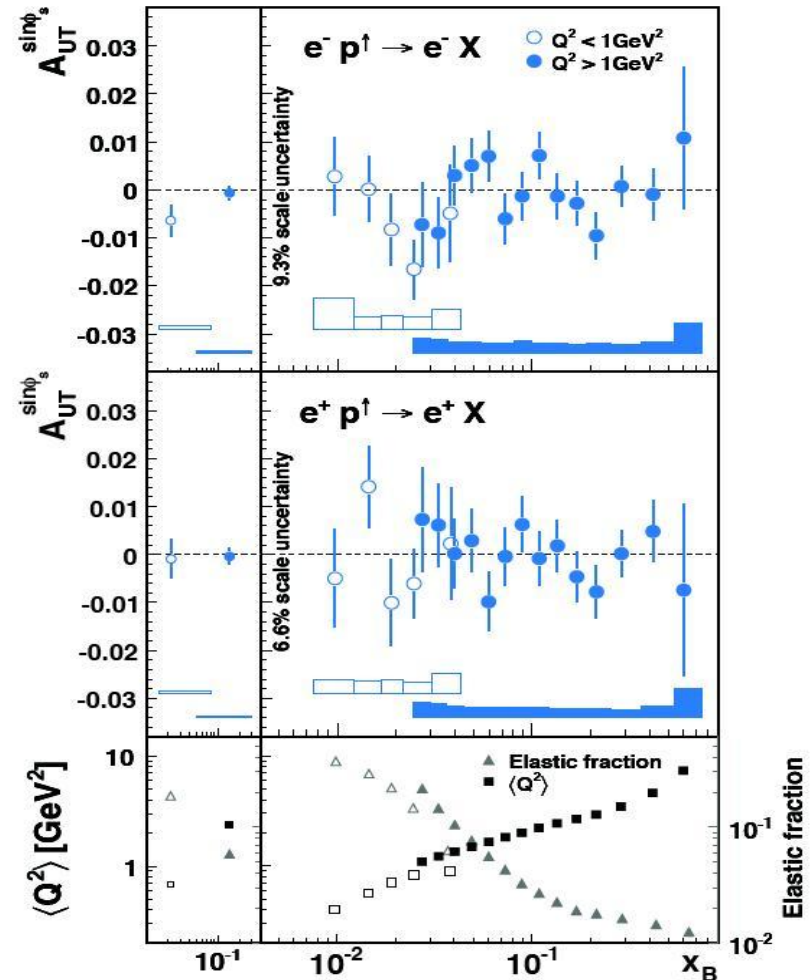 A_UT^sinφ_s
0.03
0.02
0.01
0
-0.01
-0.02
-0.03
9.3% scale uncertainty
e⁻ p↑ → e⁻ X
Q² < 1GeV²
Q² > 1GeV²
A_UT^sinφ_s
0.03
0.02
0.01
0
-0.01
-0.02
-0.03
6.6% scale uncertainty
e⁺ p↑ → e⁺ X
⟨Q²⟩ [GeV²]
10
1
Elastic fraction
⟨Q²⟩
10⁻¹
10⁻²
Elastic fraction
10⁻¹
10⁻²
10⁻¹
x_B